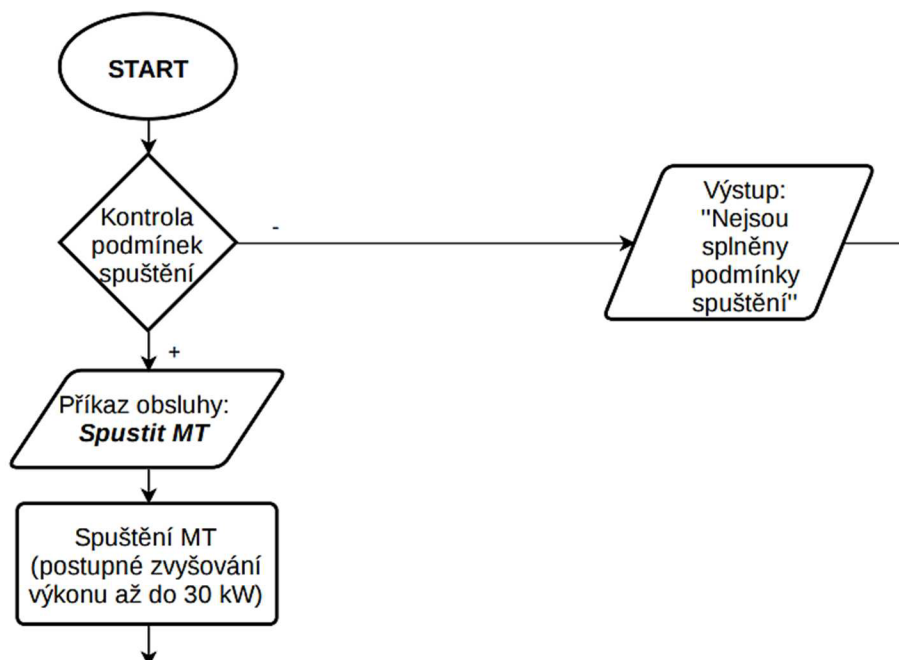 START
Kontrola
podmínek
spuštění
-
Výstup:
"Nejsou
splněny
podmínky
spuštění"
+
Příkaz obsluhy:
Spustit MT
Spuštění MT
(postupné zvyšování
výkonu až do 30 kW)